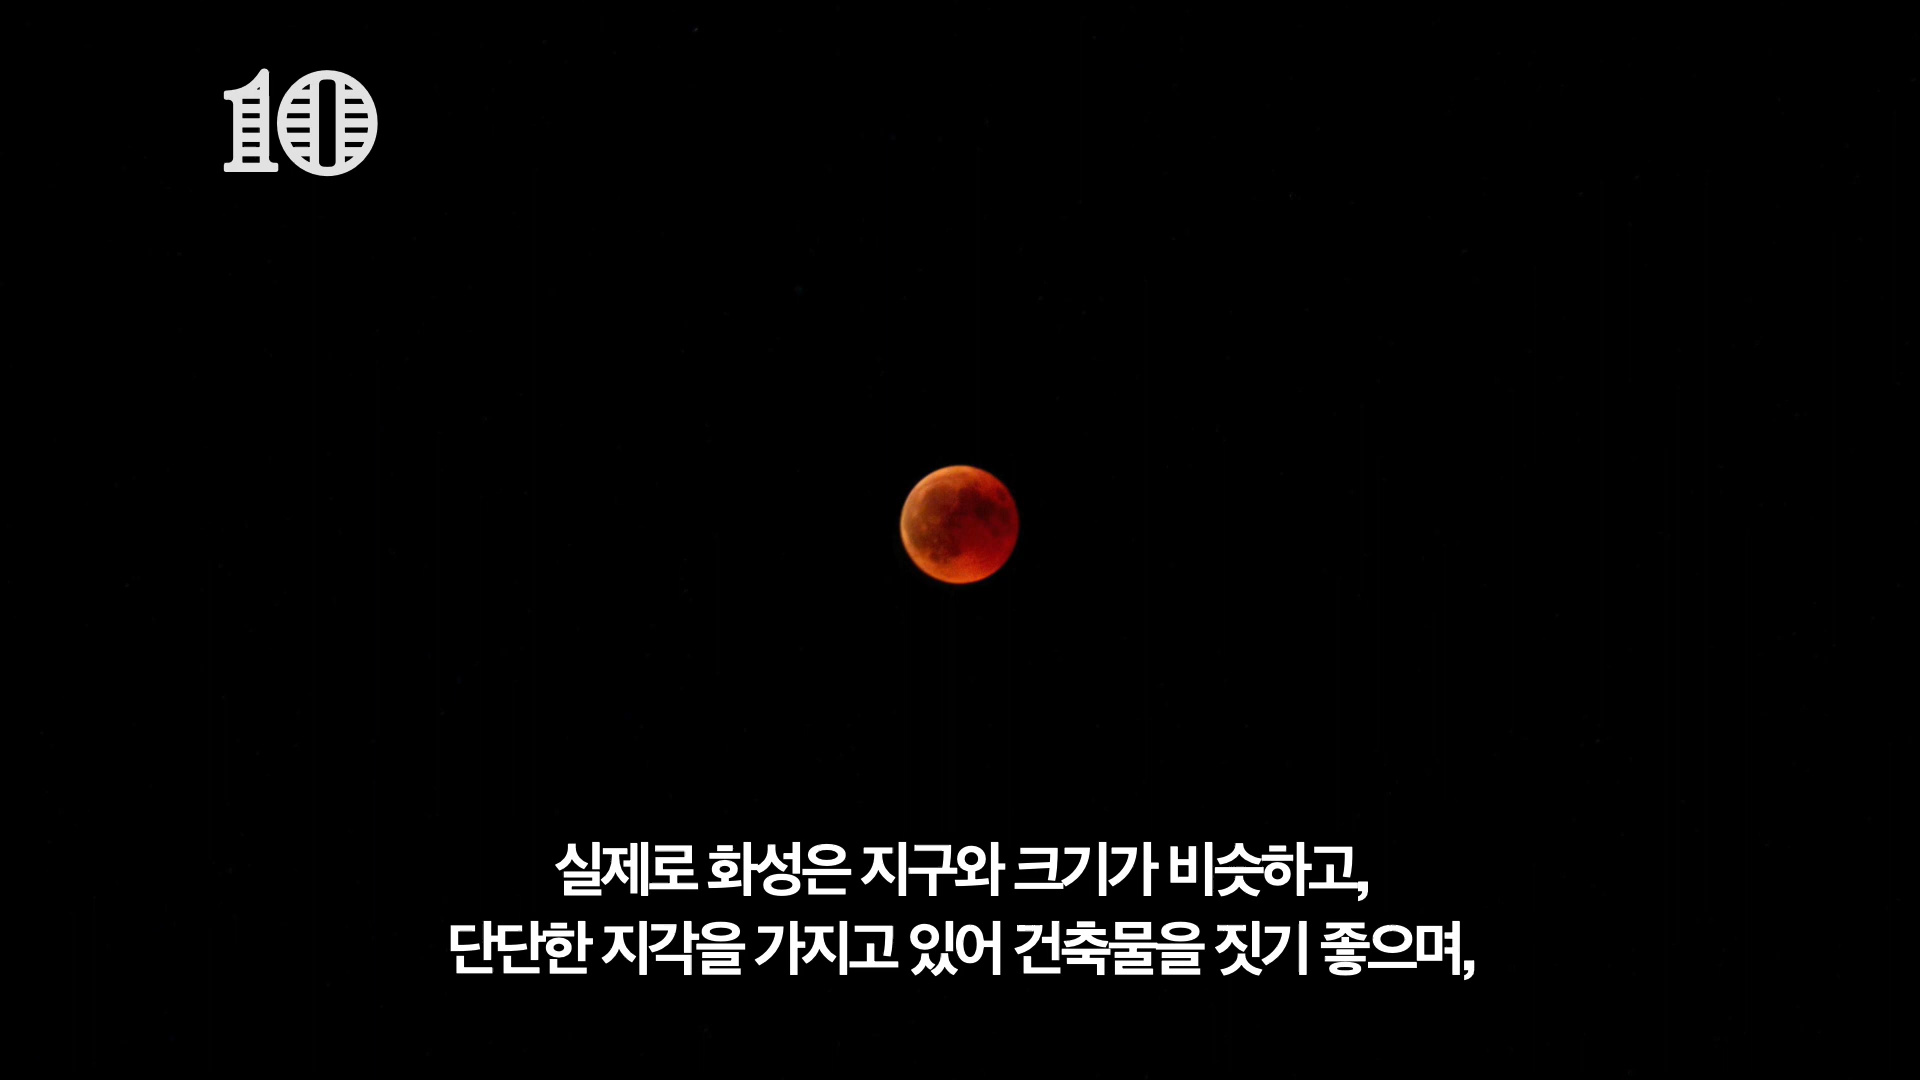 10
실제로 화성은 지구와 크기가 비슷하고,
단단한 지각을 가지고 있어 건축물을 짓기 좋으며,